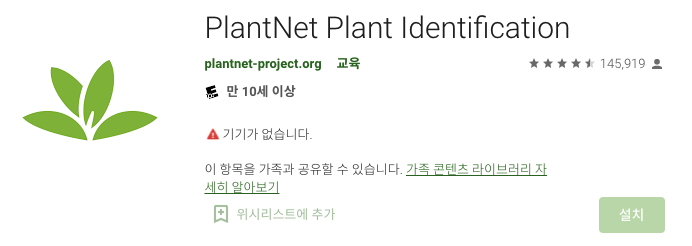 PlantNet Plant Identification
plantnet-project.org 교육 145,919
만 10세 이상
기기가 없습니다.
이 항목을 가족과 공유할 수 있습니다. 가족 콘텐츠 라이브러리 자
세히 알아보기
위시리스트에 추가 설치